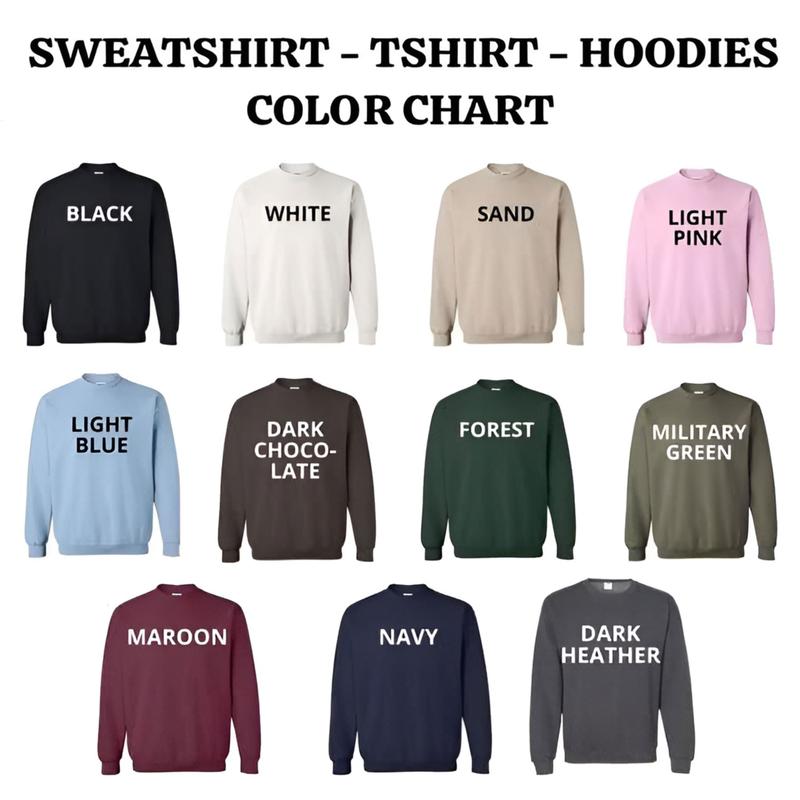 SWEATSHIRT – TSHIRT – HOODIES
COLOR CHART
BLACK
WHITE
SAND
LIGHT
PINK
LIGHT
BLUE
DARK
CHOCO-
LATE
FOREST
MILITARY
GREEN
MAROON
NAVY
DARK
HEATHER